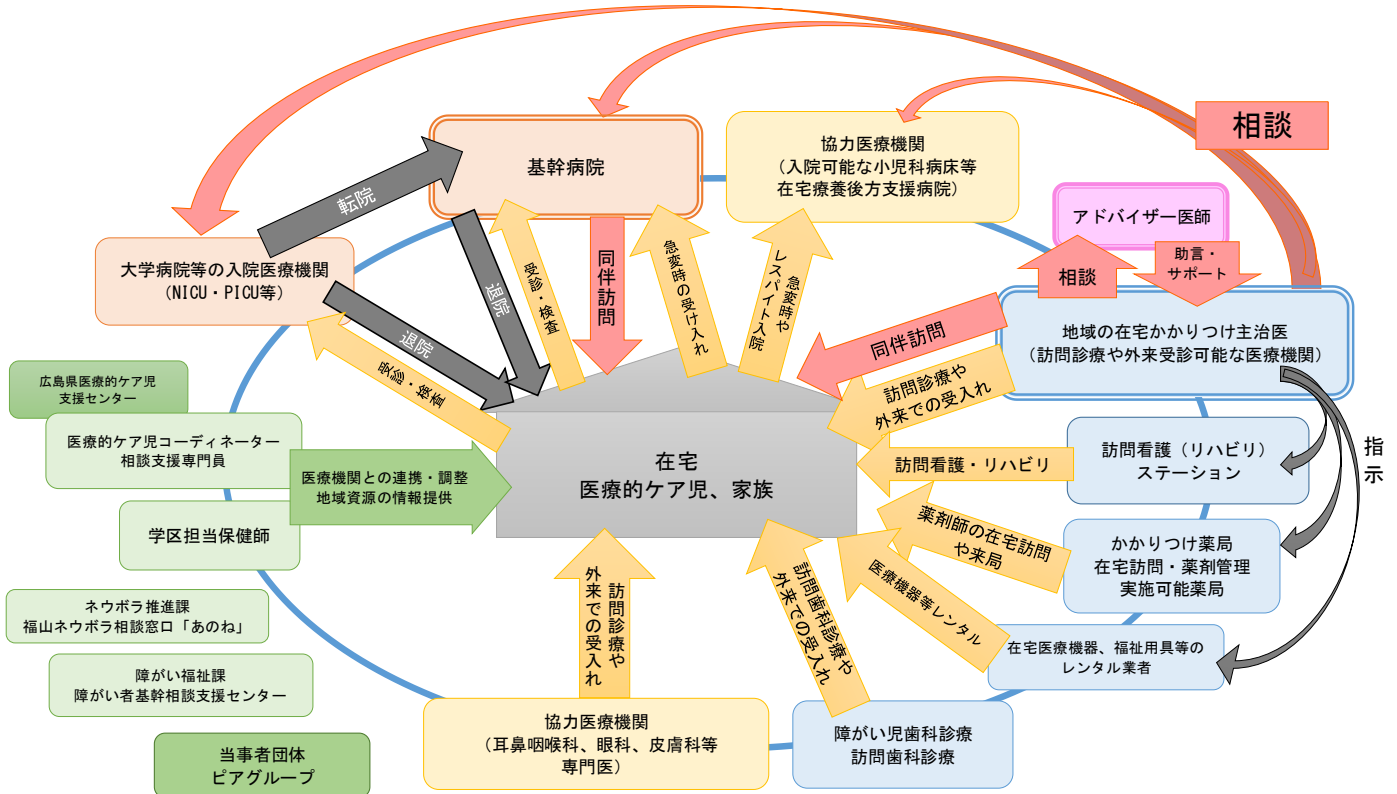 相談
基幹病院
協力医療機関
（入院可能な小児科病床等
在宅療養後方支援病院）
アドバイザー医師
相談
助言・
サポート
転院
大学病院等の入院医療機関
（NICU・PICU等）
退院
退院
受診・検査
受診・検査
同伴訪問
急変時の受け入れ
急変時や
レスパイト入院
同伴訪問
地域の在宅かかりつけ主治医
（訪問診療や外来受診可能な医療機関）
訪問診療や
外来での受入れ
広島県医療的ケア児
支援センター
医療的ケア児コーディネーター
相談支援専門員
医療機関との連携・調整
地域資源の情報提供
在宅
医療的ケア児、家族
訪問看護・リハビリ
訪問看護（リハビリ）
ステーション
指示
学区担当保健師
薬剤師の在宅訪問
や来局
かかりつけ薬局
在宅訪問・薬剤管理
実施可能薬局
ネウボラ推進課
福山ネウボラ相談窓口「あのね」
訪問診療や
外来での受入れ
訪問歯科診療や
外来での受入れ
医療機器等レンタル
在宅医療機器、福祉用具等の
レンタル業者
障がい福祉課
障がい者基幹相談支援センター
協力医療機関
（耳鼻咽喉科、眼科、皮膚科等
専門医）
障がい児歯科診療
訪問歯科診療
当事者団体
ピアグループ